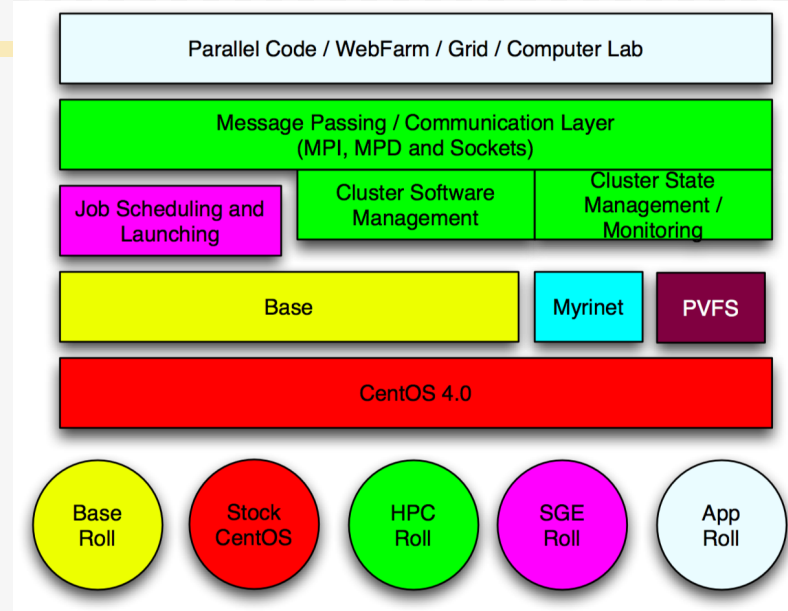 Parallel Code / WebFarm / Grid / Computer Lab
Message Passing / Communication Layer
(MPI, MPD and Sockets)
Job Scheduling and
Launching
Cluster Software
Management
Cluster State
Management /
Monitoring
Base
Myrinet
PVFS
CentOS 4.0
Base
Roll
Stock
CentOS
HPC
Roll
SGE
Roll
App
Roll